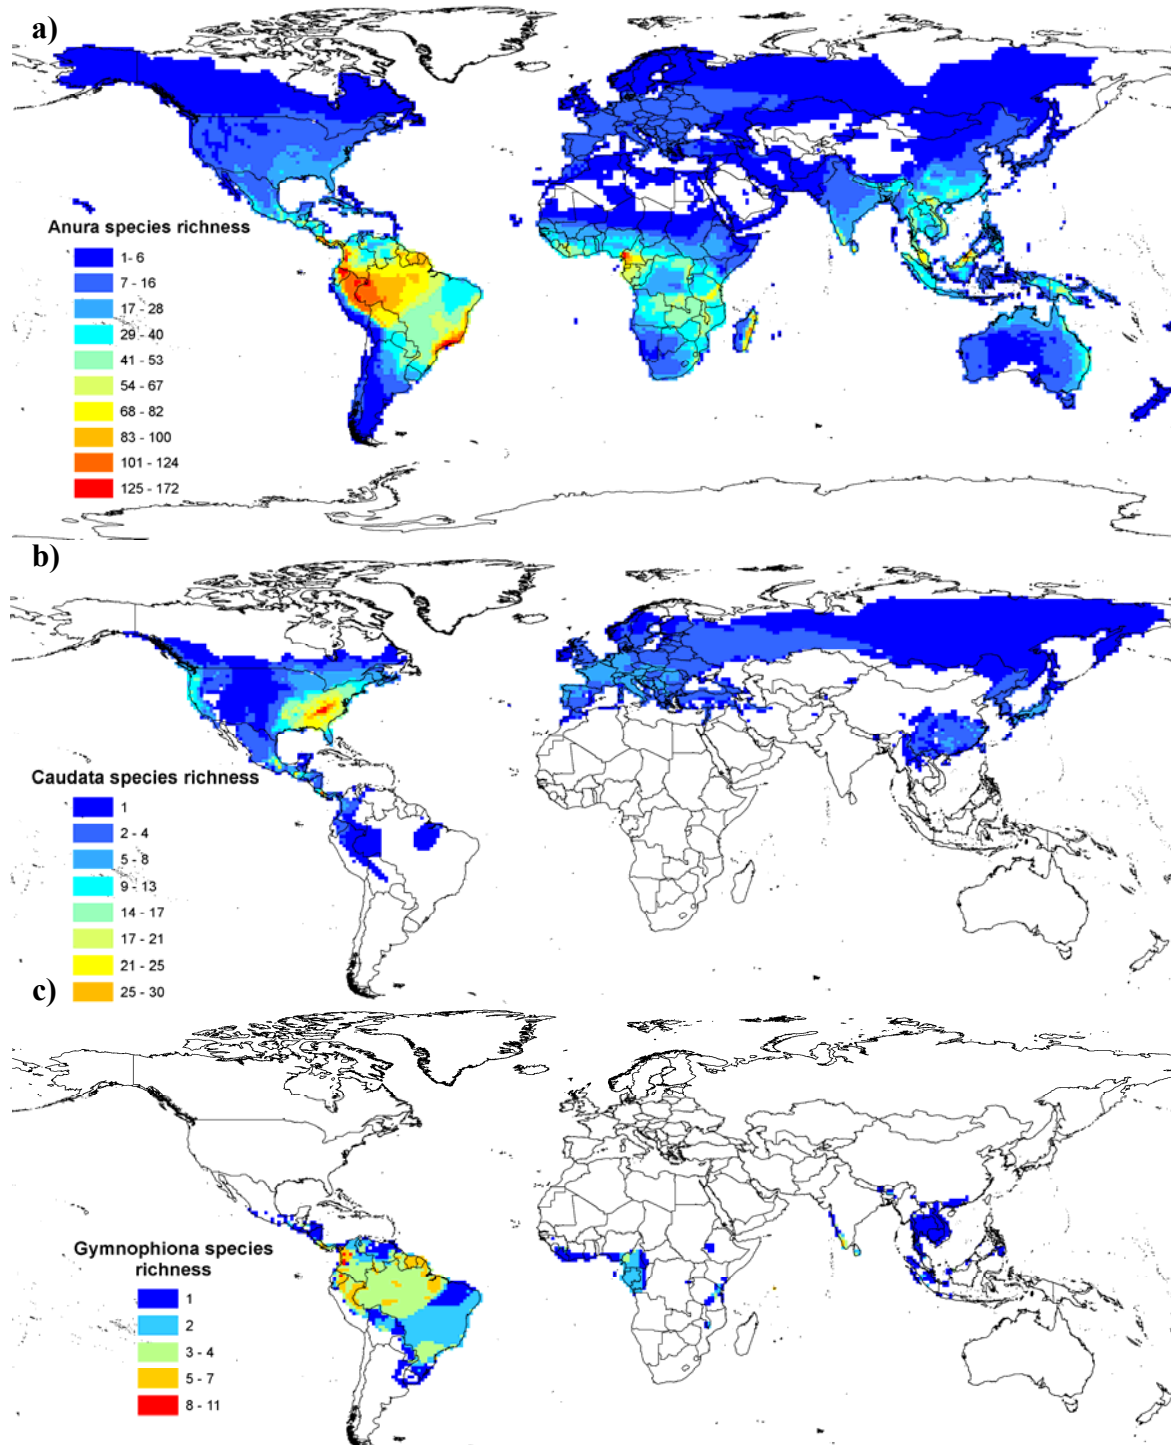 a)
Anura species richness
1- 6
7 - 16
17 - 28
29 - 40
41 - 53
54 - 67
68 - 82
83 - 100
101 - 124
125 - 172
b)
Caudata species richness
1
2 - 4
5 - 8
9 - 13
14 - 17
17 - 21
21 - 25
25 - 30
c)
Gymnophiona species
richness
1
2
3 - 4
5 - 7
8 - 11